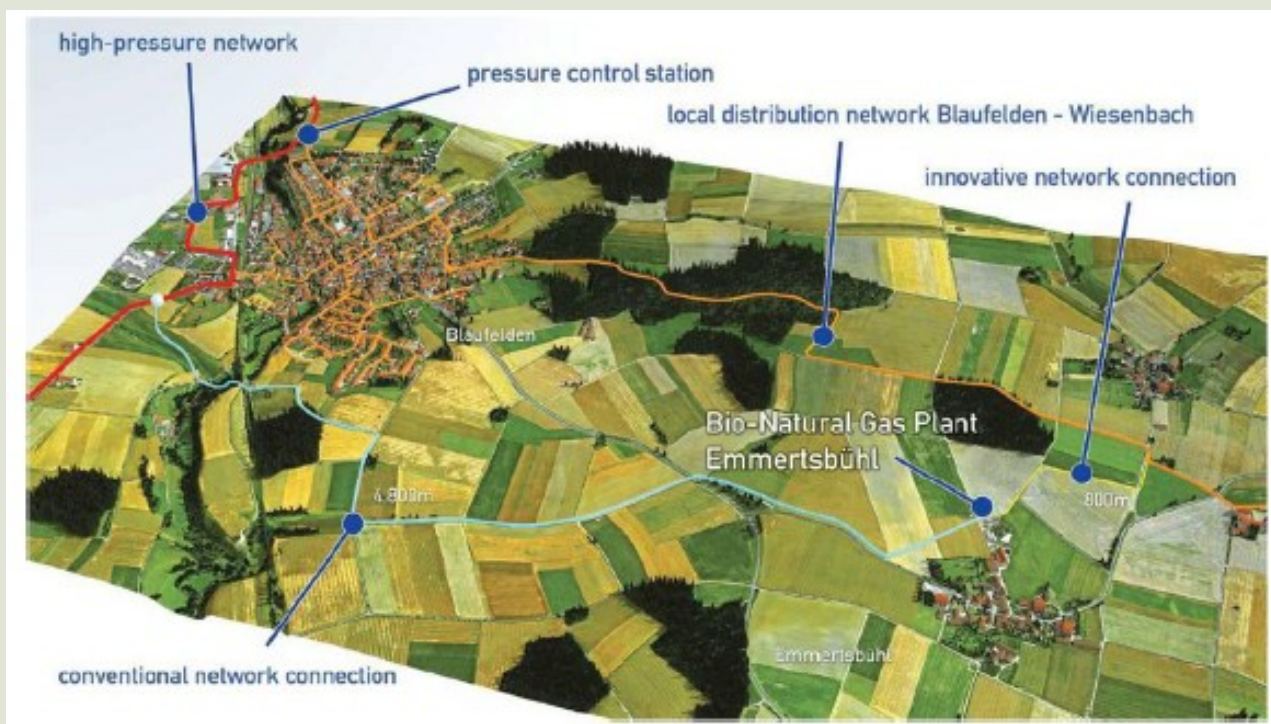 high-pressure network
pressure control station
local distribution network Blaufelden - Wiesenbach
innovative network connection
Blaufelden
Bio-Natural Gas Plant
Emmertsbühl
4.800m
800m
Emmertsbühl
conventional network connection